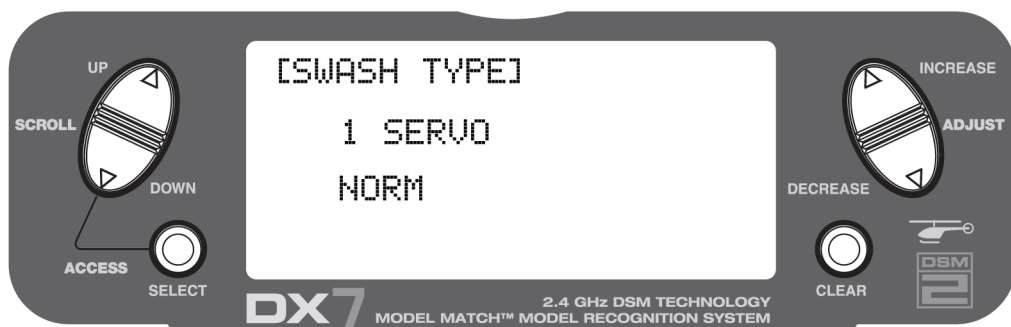 UP
SCROLL
DOWN
ACCESS
SELECT
[SWASH TYPE]
1 SERVO
NORM
INCREASE
ADJUST
DECREASE
CLEAR
DSM
2
DX7
2.4 GHz DSM TECHNOLOGY
MODEL MATCH™ MODEL RECOGNITION SYSTEM